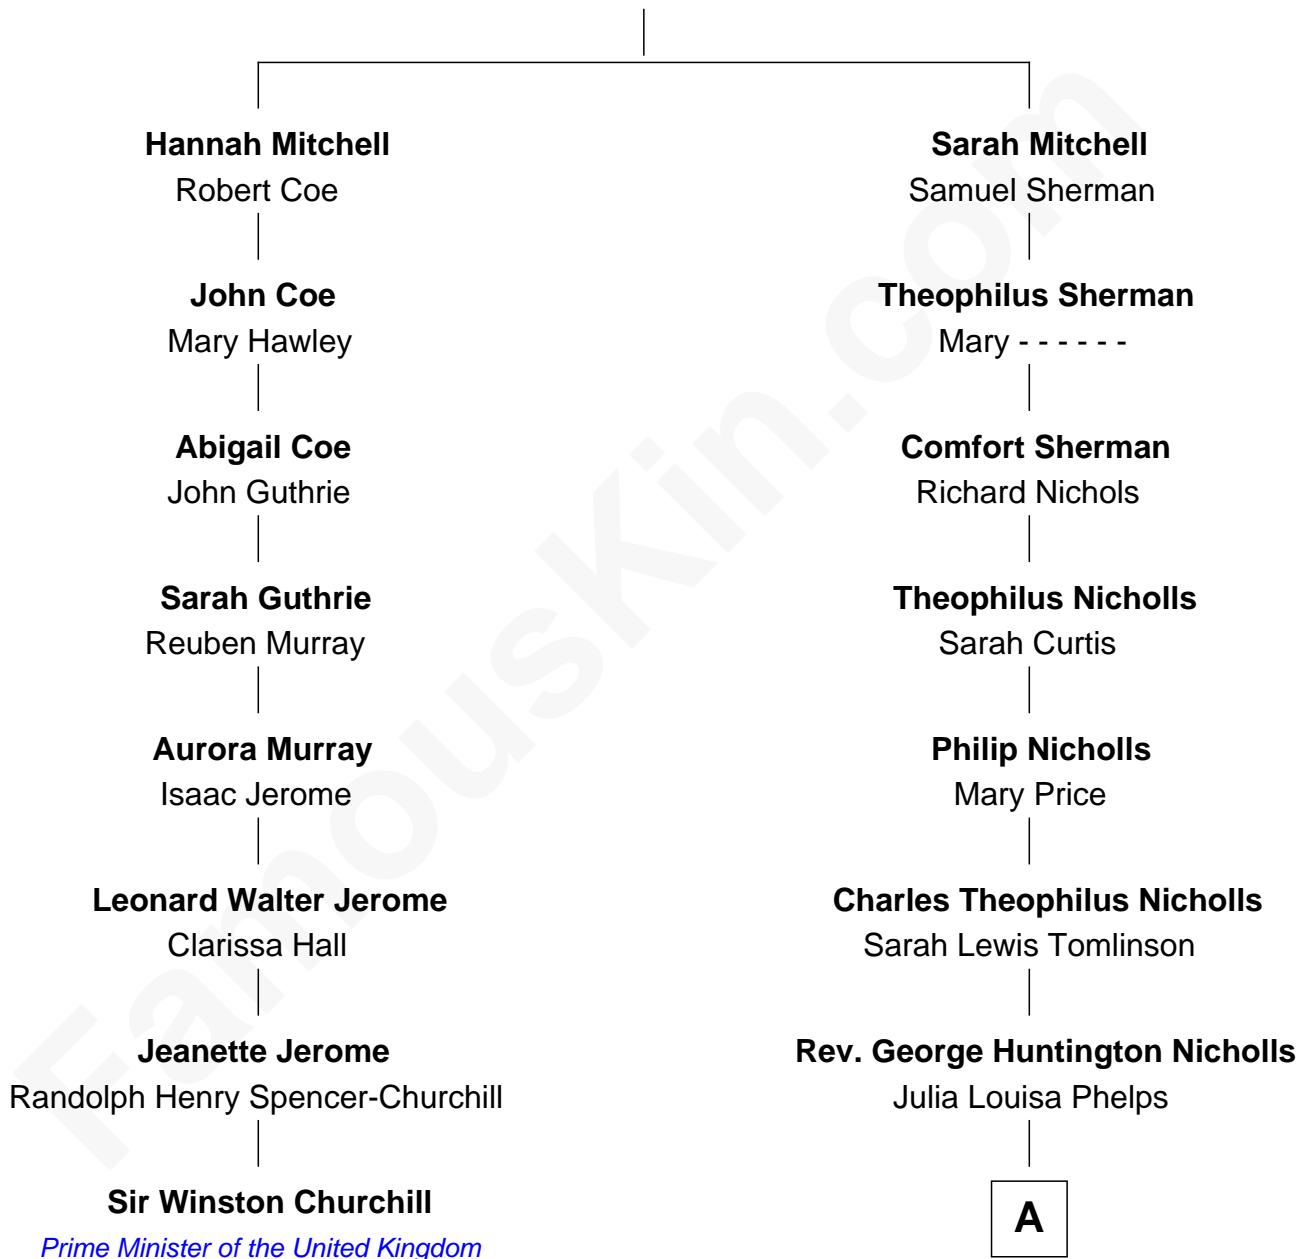 Hannah Mitchell
Robert Coe
John Coe
Mary Hawley
Abigail Coe
John Guthrie
Sarah Guthrie
Reuben Murray
Aurora Murray
Isaac Jerome
Leonard Walter Jerome
Clarissa Hall
Jeanette Jerome
Randolph Henry Spencer-Churchill
Sir Winston Churchill
Prime Minister of the United Kingdom
Sarah Mitchell
Samuel Sherman
Theophilus Sherman
Mary - - - - - -
Comfort Sherman
Richard Nichols
Theophilus Nicholls
Sarah Curtis
Philip Nicholls
Mary Price
Charles Theophilus Nicholls
Sarah Lewis Tomlinson
Rev. George Huntington Nicholls
Julia Louisa Phelps
A
FamousKin.com